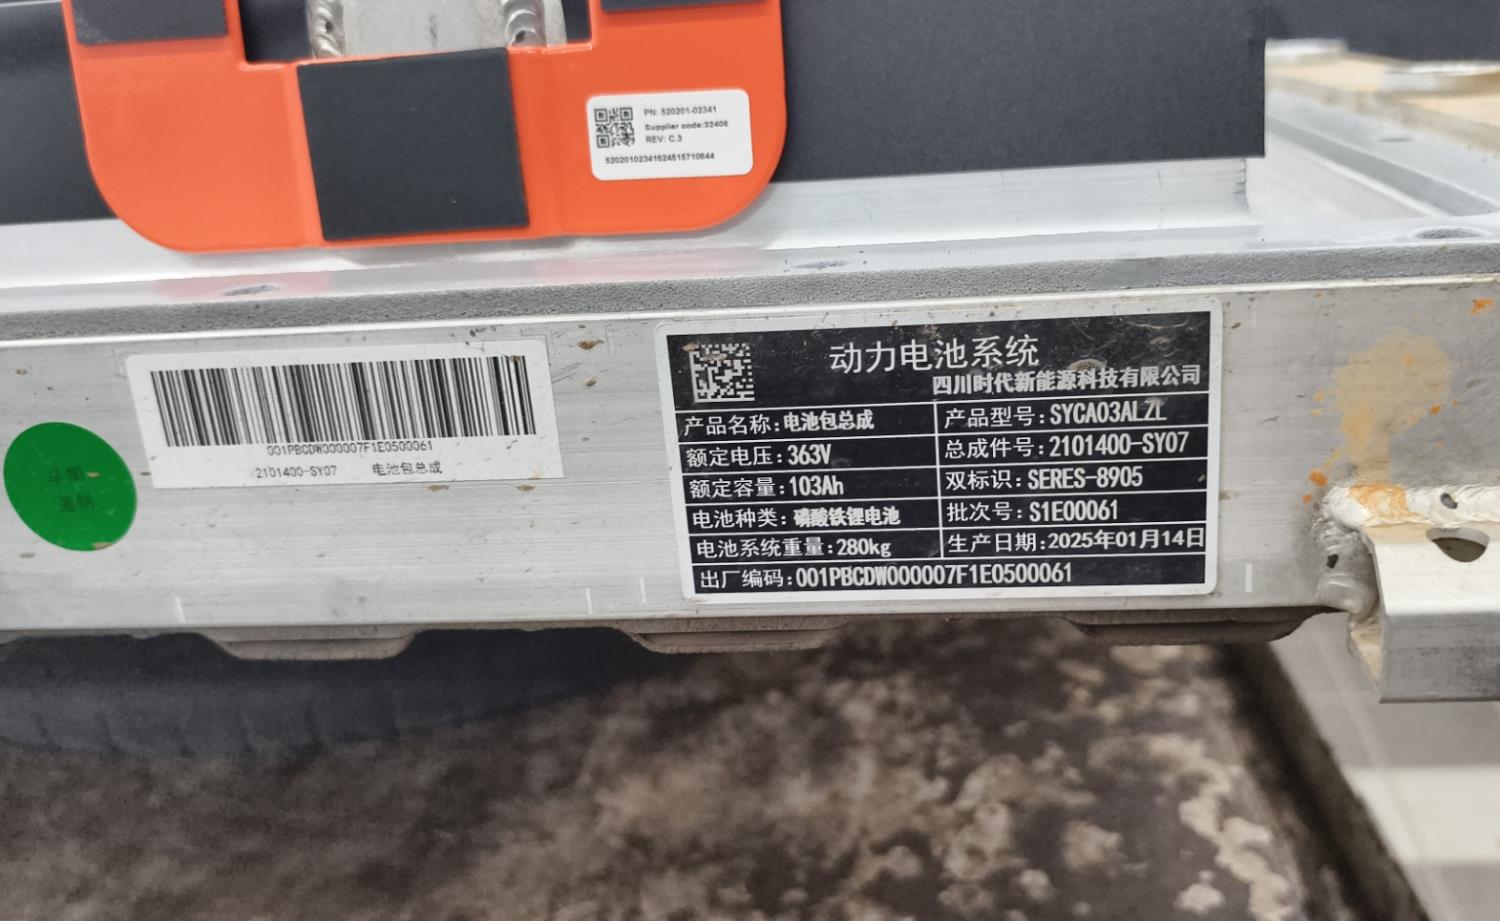 PN: 520201-02341
Supplier code:32408
REV: C.3
52020102341624515710644
动力电池系统
四川时代新能源科技有限公司
产品名称:电池包总成
产品型号:SYCA03ALZL
额定电压:363V
总成件号:2101400-SY07
额定容量:103Ah
双标识:SERES-8905
电池种类:磷酸铁锂电池
批次号:S1E00061
电池系统重量:280kg
生产日期:2025年01月14日
出厂编码:001PBCDW000007F1E0500061
001PBCDW000007F1E0500061
2101400-SY07 电池包总成